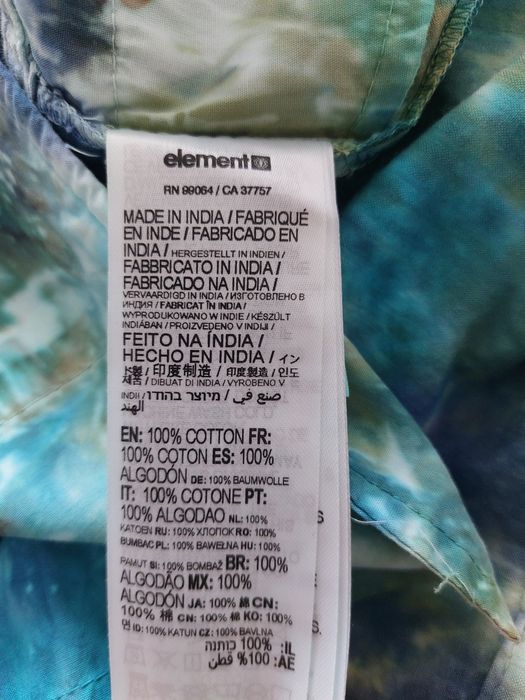 element
RN 99064 / CA 37757
MADE IN INDIA / FABRIQUÉ
EN INDE / FABRICADO EN
INDIA / HERGESTELLT IN INDIEN /
FABBRICATO IN INDIA /
FABRICADO NA INDIA /
VERVAARDIGD IN INDIA / ИЗГОТОВЛЕНО В
ИНДИЯ / FABRICAT ÎN INDIA /
WYPRODUKOWANO W INDIE / KÉSZÜLT
INDIÁBAN / PROIZVEDENO V INDIJI /
FEITO NA ÍNDIA /
HECHO EN INDIA / イン
ド製 / 印度制造 / 印度製造 / 인도
제조 / DIBUAT DI INDIA / VYROBENO V
INDII / מיוצר בהודו / صنع في
الهند
EN: 100% COTTON FR:
100% COTON ES: 100%
ALGODÓN DE: 100% BAUMWOLLE
IT: 100% COTONE PT:
100% ALGODAO NL: 100%
KATOEN RU: 100% ХЛОПОК RO: 100%
BUMBAC PL: 100% BAWEŁNA HU: 100%
PAMUT SI: 100% BOMBAŽ BR: 100%
ALGODÃO MX: 100%
ALGODÓN JA: 100% 綿 CN:
100% 棉 CN: 100% 棉 KO: 100%
면 ID: 100% KATUN CZ: 100% BAVLNA
IL: 100% כותנה
AE: 100% قطن